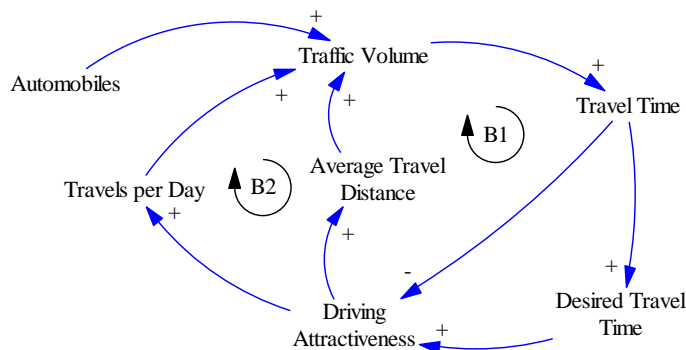 +
Traffic Volume
Automobiles
+
+
+
Travel Time
B1
Average Travel
Distance
Travels per Day
B2
+
+
-
+
Desired Travel
Time
Driving
Attractiveness
+